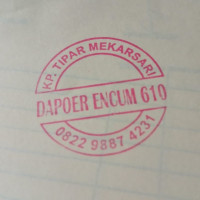 KP. TIPAR MEKARSARI
DAPOER ENCUM 610
0822 9887 4231